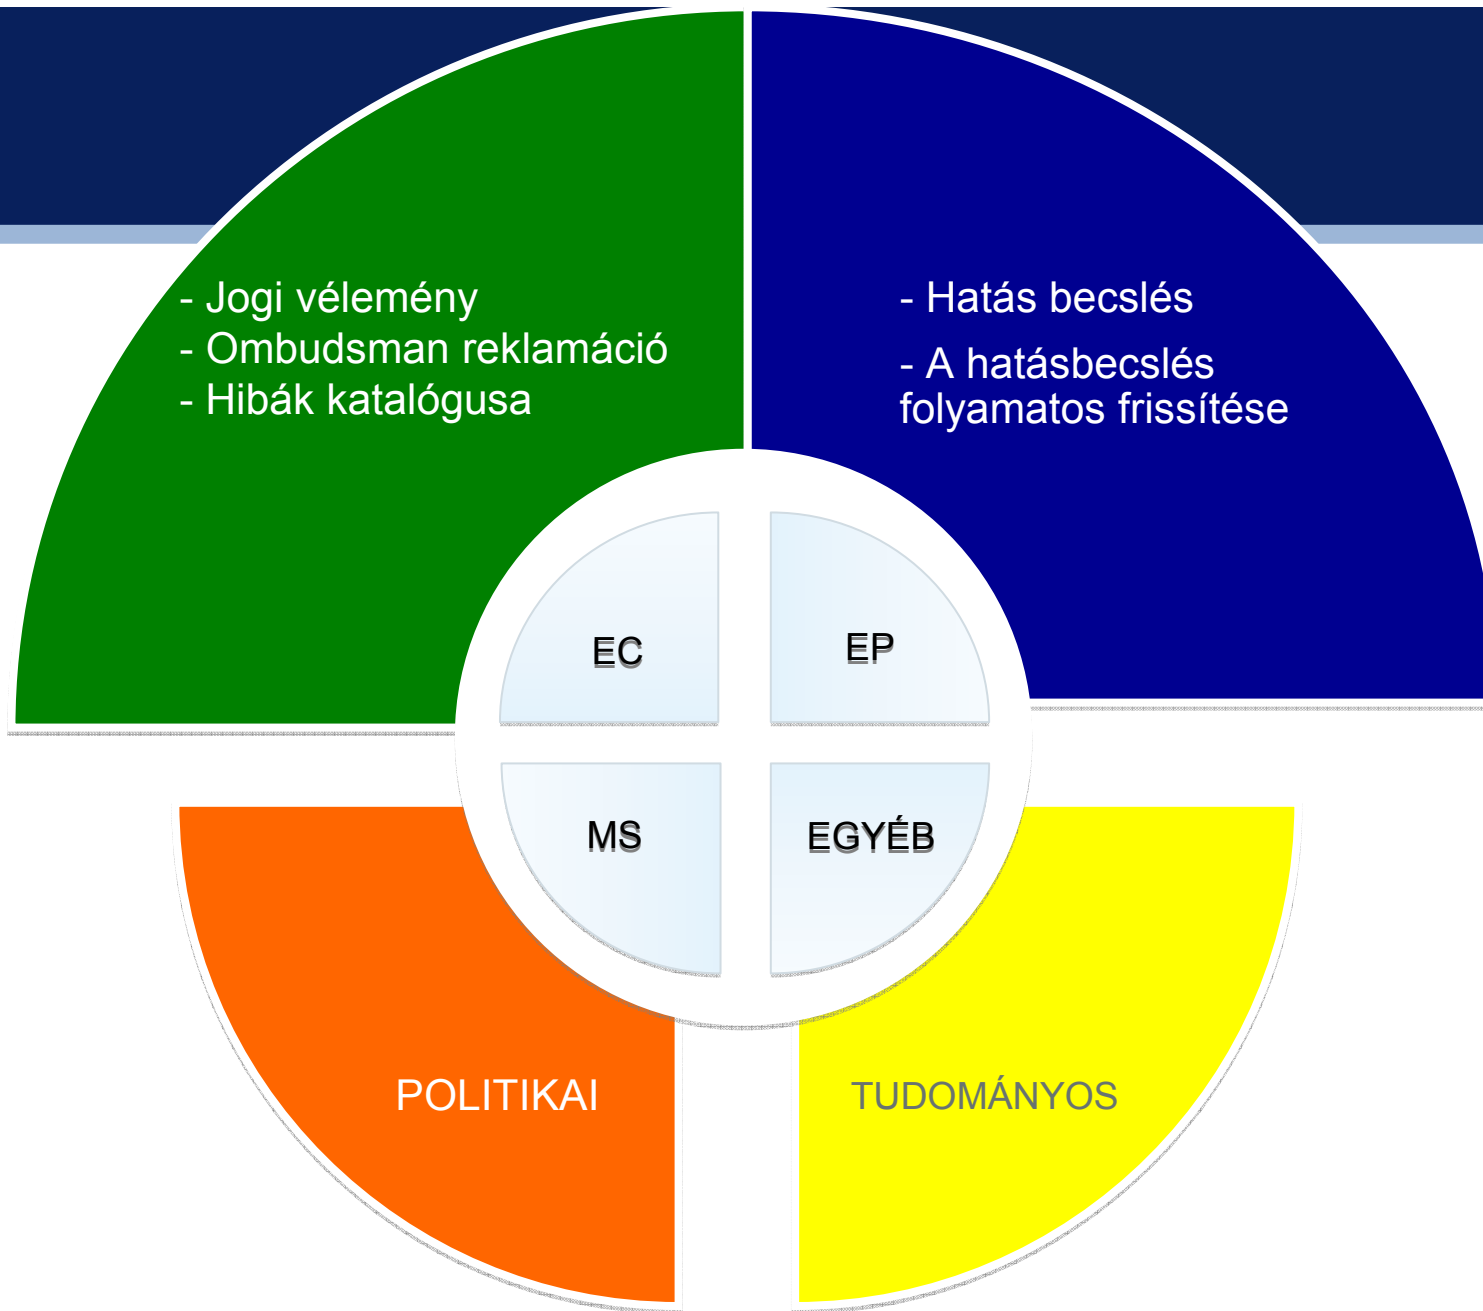 - Jogi vélemény
- Ombudsman reklamáció
- Hibák katalógusa
- Hatás becslés
- A hatásbecslés
folyamatos frissítése
EC
EP
MS
EGYÉB
POLITIKAI
TUDOMÁNYOS